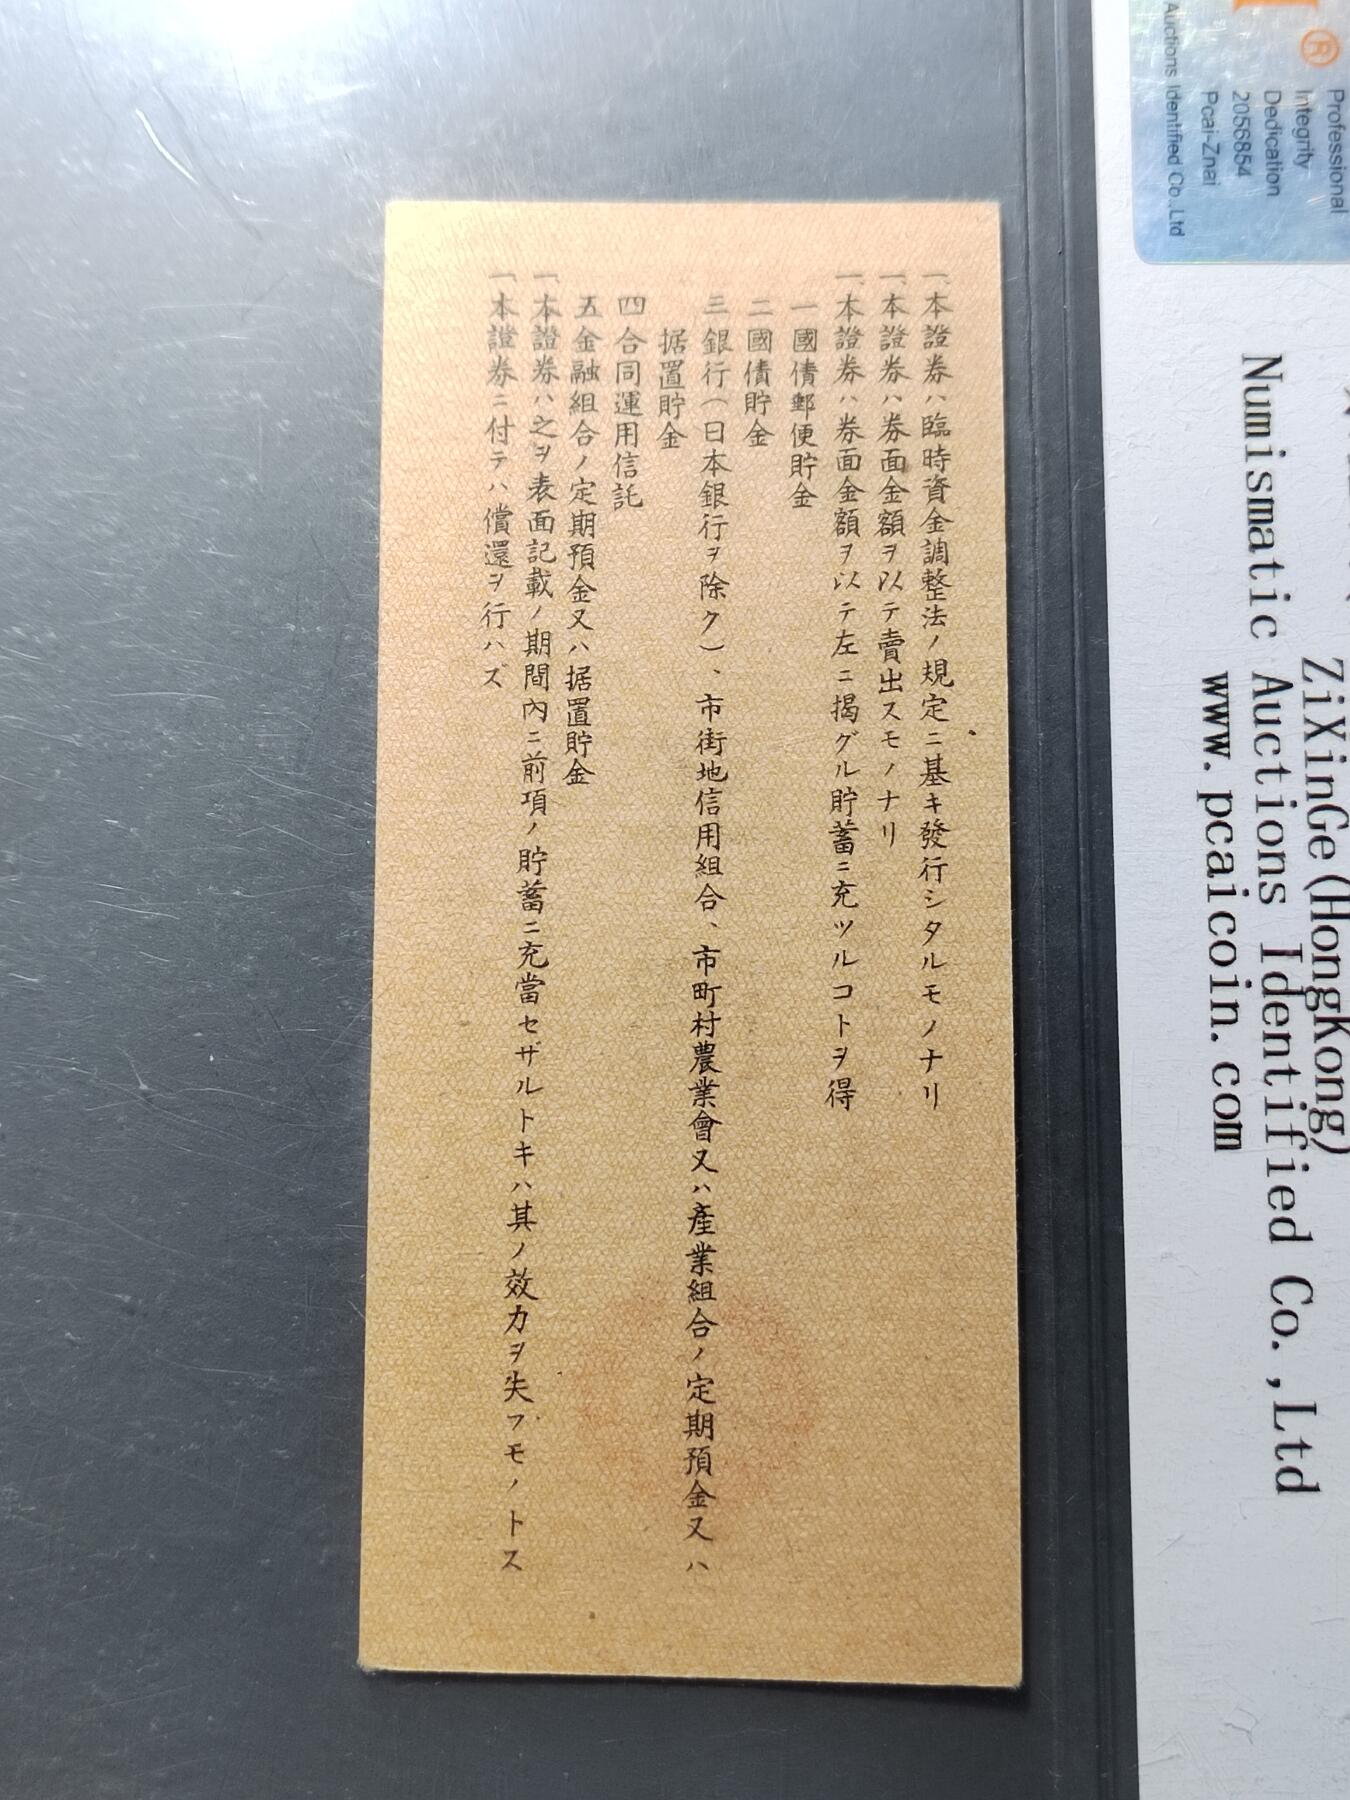 一、本證券ハ臨時資金調整法ノ規定ニ基キ發行シタルモノナリ
一、本證券ハ券面金額ヲ以テ賣出スモノナリ
一、本證券ハ券面金額ヲ以テ左ニ揭グル貯蓄ニ充ツルコトヲ得
一 國債郵便貯金
二 國債貯金
三 銀行(日本銀行ヲ除ク)、市街地信用組合、市町村農業會又ハ產業組合ノ定期預金又ハ
据置貯金
四 合同運用信託
五 金融組合ノ定期預金又ハ据置貯金
一、本證券ハ之ヲ表面記載ノ期間內ニ前項ノ貯蓄ニ充當セザルトキハ其ノ效力ヲ失フモノトス
一、本證券ニ付テハ償還ヲ行ハズ
Professional
Integrity
Dedication
2056854
Pcai-Znai
Auctions Identified Co.,Ltd
ZiXinGe(HongKong)
Numismatic Auctions Identified Co.,Ltd
www.pcaicoin.com